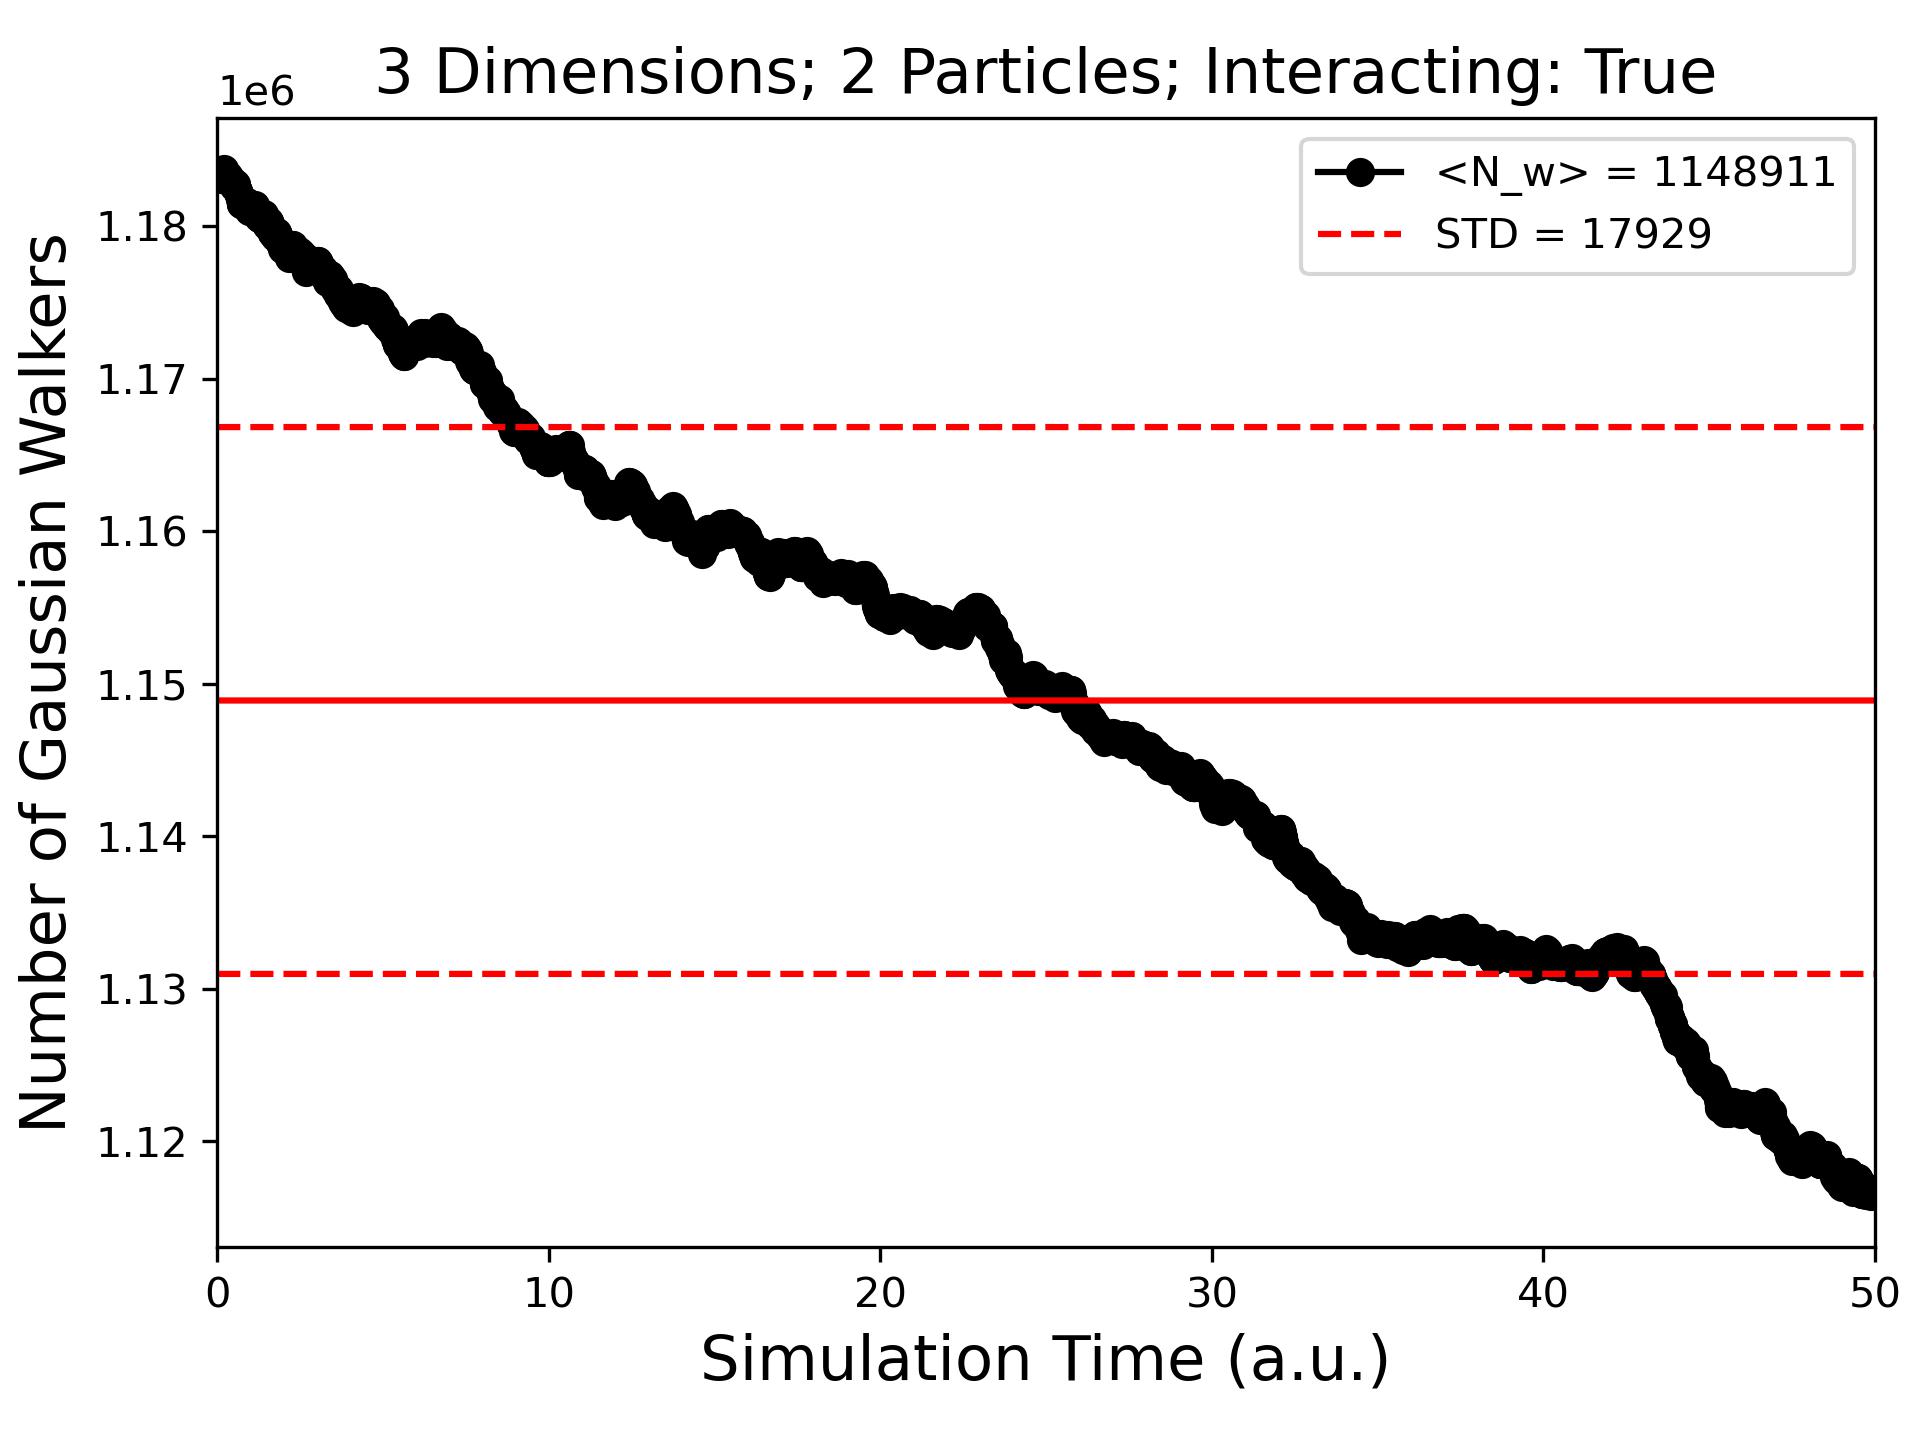 3 Dimensions; 2 Particles; Interacting: True
1e6
<N_w> = 1148911
STD = 17929
Number of Gaussian Walkers
1.18
1.17
1.16
1.15
1.14
1.13
1.12
0 10 20 30 40 50
Simulation Time (a.u.)